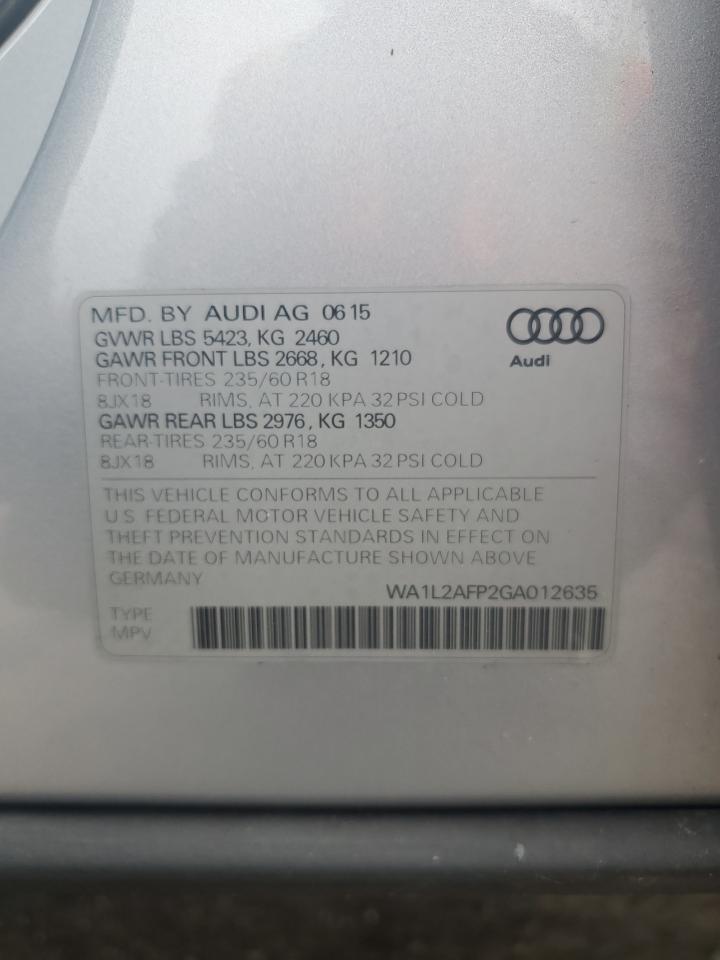 MFD. BY AUDI AG 0615
GVWR LBS 5423, KG 2460
GAWR FRONT LBS 2668, KG 1210
FRONT-TIRES 235/60 R18
8JX18 RIMS, AT 220 KPA 32 PSI COLD
GAWR REAR LBS 2976, KG 1350
REAR-TIRES 235/60 R18
8JX18 RIMS, AT 220 KPA 32 PSI COLD
Audi
THIS VEHICLE CONFORMS TO ALL APPLICABLE
U.S. FEDERAL MOTOR VEHICLE SAFETY AND
THEFT PREVENTION STANDARDS IN EFFECT ON
THE DATE OF MANUFACTURE SHOWN ABOVE
GERMANY
WA1L2AFP2GA012635
TYPE
MPV